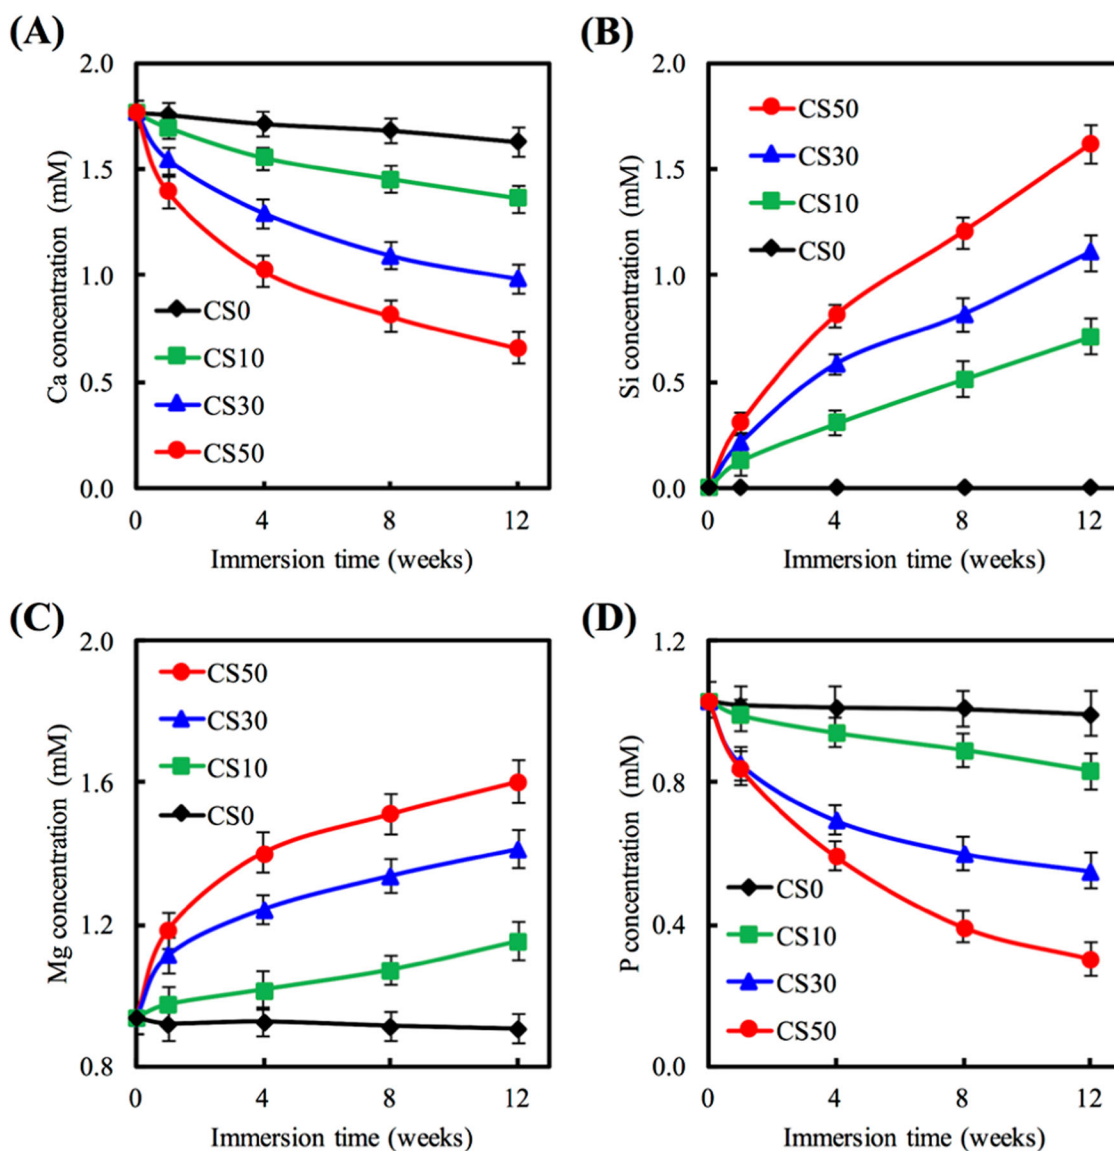 (A)
Ca concentration (mM)
2.0
1.5
1.0
0.5
0.0
CS0
CS10
CS30
CS50
0 4 8 12
Immersion time (weeks)
(B)
Si concentration (mM)
2.0
1.5
1.0
0.5
0.0
CS50
CS30
CS10
CS0
0 4 8 12
Immersion time (weeks)
(C)
Mg concentration (mM)
2.0
1.6
1.2
0.8
CS50
CS30
CS10
CS0
0 4 8 12
Immersion time (weeks)
(D)
P concentration (mM)
1.2
0.8
0.4
0.0
CS0
CS10
CS30
CS50
0 4 8 12
Immersion time (weeks)